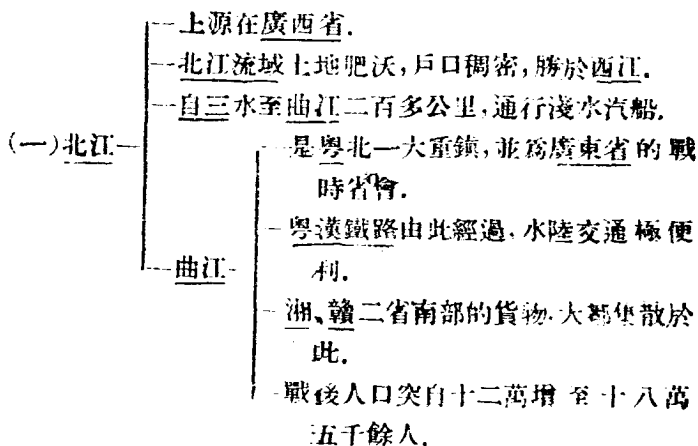 上源在廣西省.
北江流域土地肥沃,戶口稠密,勝於西江.
自三水至曲江二百多公里,通行淺水汽船.
(一)北江
是粤北一大重鎮,並爲廣東省的戰
時省會.
粤漢鐵路由此經過,水陸交通極便
曲江
利.
湘、贛二省南部的貨物,大都集散於
此.
戰後人口突自十二萬增至十八萬
五千餘人.